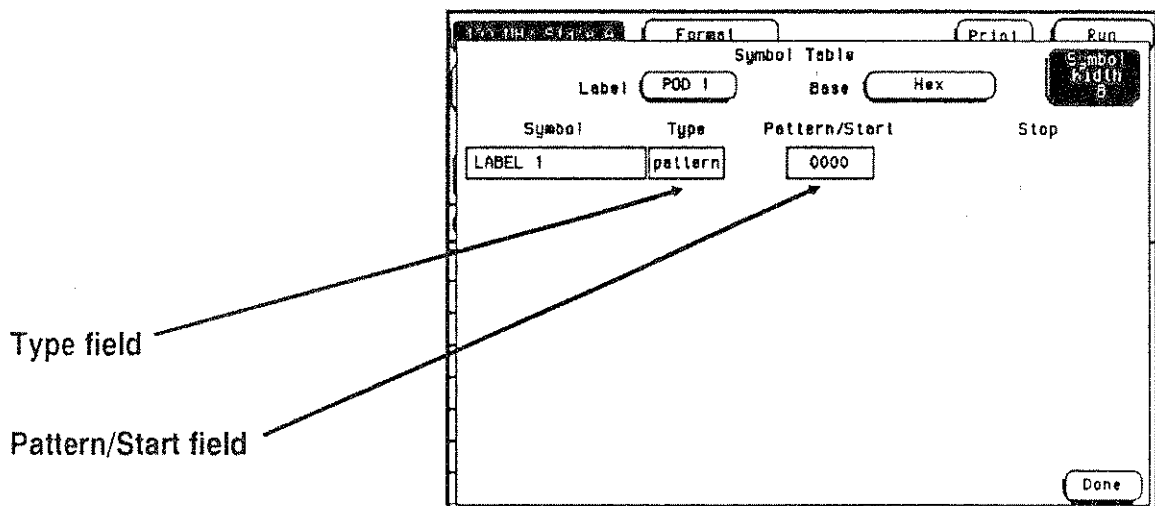 Format Print Run
Symbol Table
Symbol
Width
8
Label POD 1 Base Hex
Symbol Type Pattern/Start Stop
LABEL 1 pattern 0000
Type field
Pattern/Start field
Done